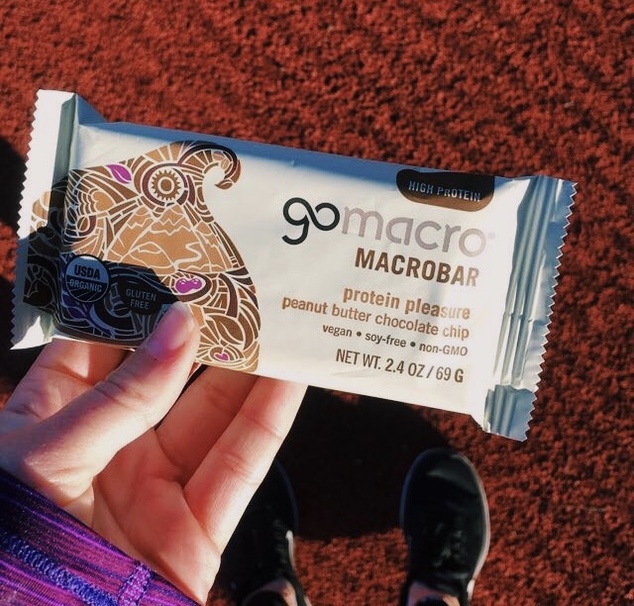 HIGH PROTEIN
gomacro
MACROBAR
protein pleasure
peanut butter chocolate chip
vegan • soy-free • non-GMO
NET WT. 2.4 OZ / 69 G
USDA
ORGANIC
GLUTEN
FREE